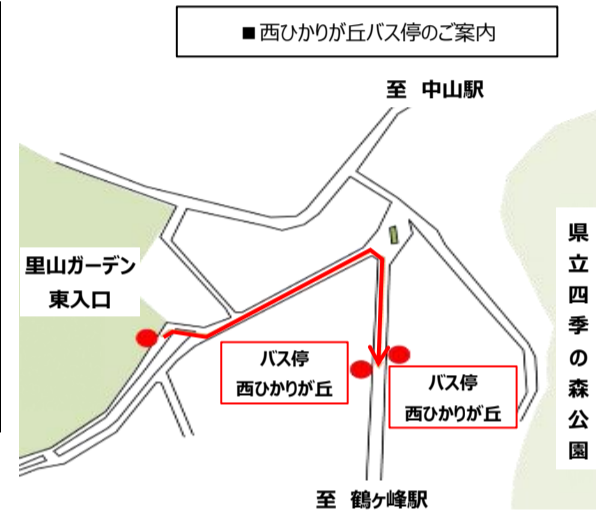 ■西ひかりが丘バス停のご案内
至 中山駅
里山ガーデン
東入口
県立四季の森公園
バス停
西ひかりが丘
バス停
西ひかりが丘
至 鶴ヶ峰駅